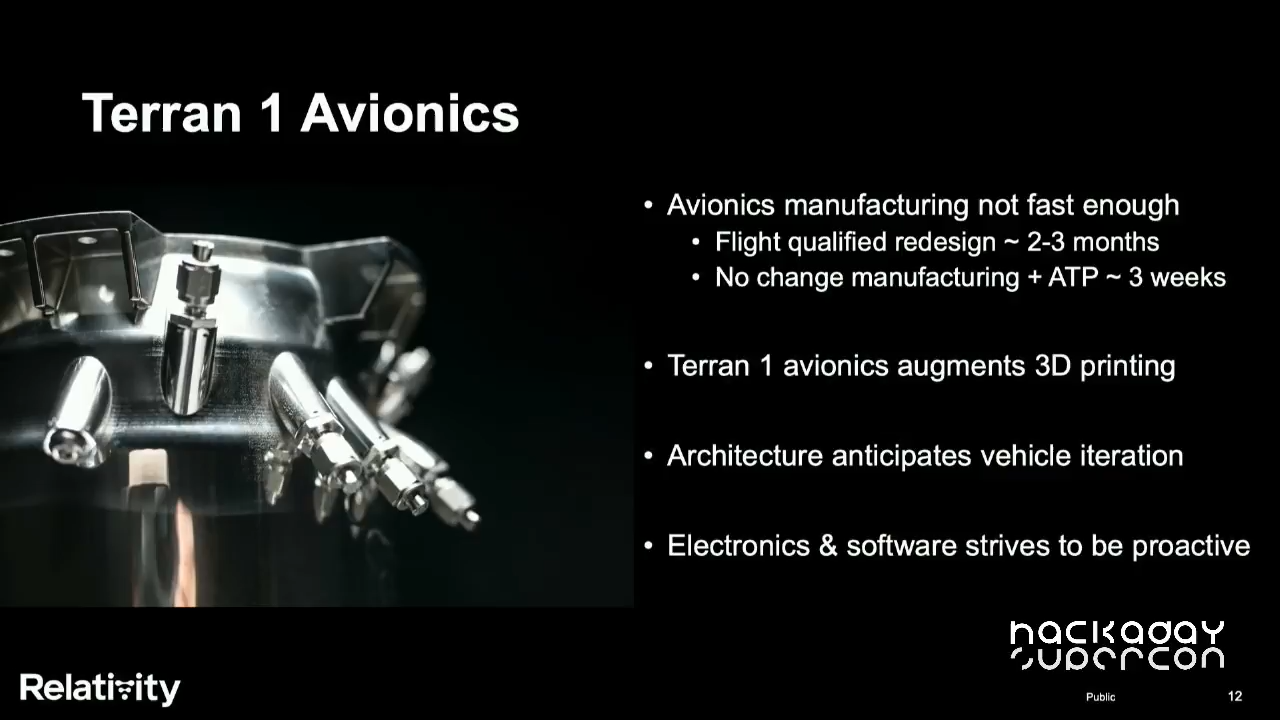 Terran 1 Avionics
• Avionics manufacturing not fast enough
• Flight qualified redesign ~ 2-3 months
• No change manufacturing + ATP ~ 3 weeks
• Terran 1 avionics augments 3D printing
• Architecture anticipates vehicle iteration
• Electronics & software strives to be proactive
hackaday
supercon
Relativity
Public
12